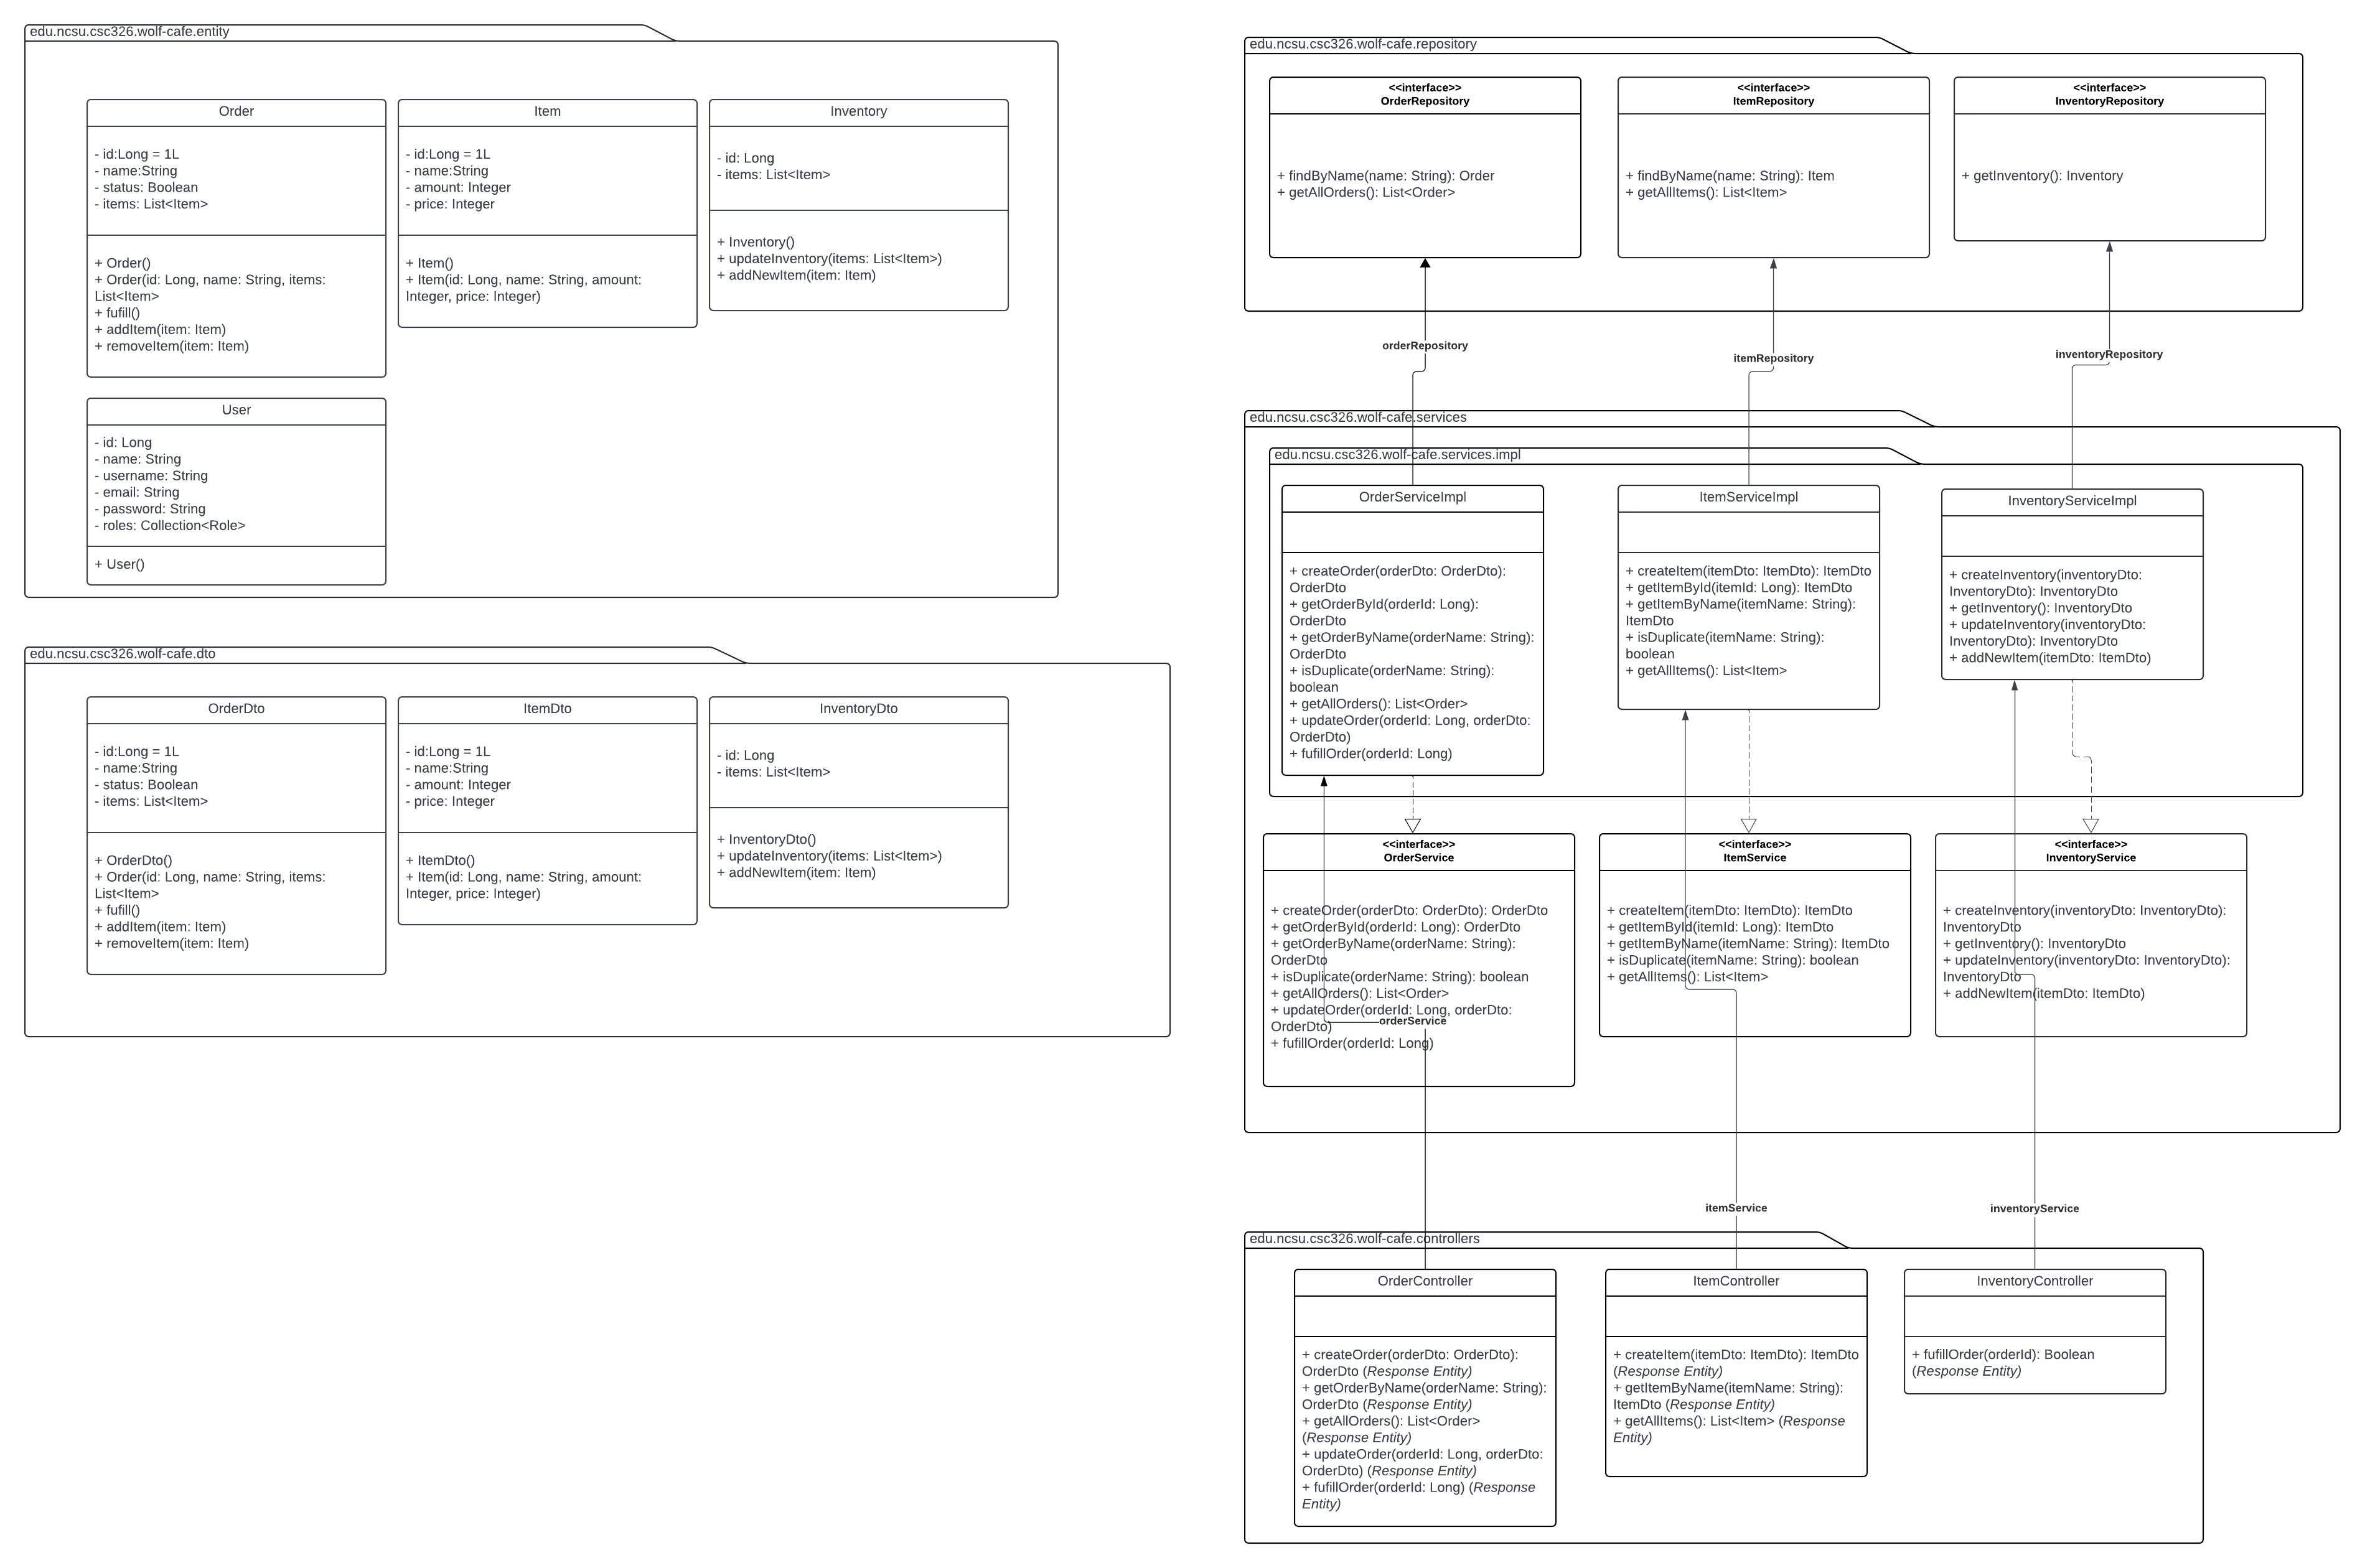 edu.ncsu.csc326.wolf-cafe.entity
Order
- id:Long = 1L
- name:String
- status: Boolean
- items: List<Item>
+ Order()
+ Order(id: Long, name: String, items:
List<Item>
+ fufill()
+ addItem(item: Item)
+ removeItem(item: Item)
Item
- id:Long = 1L
- name:String
- amount: Integer
- price: Integer
+ Item()
+ Item(id: Long, name: String, amount:
Integer, price: Integer)
Inventory
- id: Long
- items: List<Item>
+ Inventory()
+ updateInventory(items: List<Item>)
+ addNewItem(item: Item)
User
- id: Long
- name: String
- username: String
- email: String
- password: String
- roles: Collection<Role>
+ User()
edu.ncsu.csc326.wolf-cafe.dto
OrderDto
- id:Long = 1L
- name:String
- status: Boolean
- items: List<Item>
+ OrderDto()
+ Order(id: Long, name: String, items:
List<Item>
+ fufill()
+ addItem(item: Item)
+ removeItem(item: Item)
ItemDto
- id:Long = 1L
- name:String
- amount: Integer
- price: Integer
+ ItemDto()
+ Item(id: Long, name: String, amount:
Integer, price: Integer)
InventoryDto
- id: Long
- items: List<Item>
+ InventoryDto()
+ updateInventory(items: List<Item>)
+ addNewItem(item: Item)
edu.ncsu.csc326.wolf-cafe.repository
<<interface>>
OrderRepository
+ findByName(name: String): Order
+ getAllOrders(): List<Order>
<<interface>>
ItemRepository
+ findByName(name: String): Item
+ getAllItems(): List<Item>
<<interface>>
InventoryRepository
+ getInventory(): Inventory
orderRepository
itemRepository
inventoryRepository
edu.ncsu.csc326.wolf-cafe.services
edu.ncsu.csc326.wolf-cafe.services.impl
OrderServiceImpl
+ createOrder(orderDto: OrderDto):
OrderDto
+ getOrderById(orderId: Long):
OrderDto
+ getOrderByName(orderName: String):
OrderDto
+ isDuplicate(orderName: String):
boolean
+ getAllOrders(): List<Order>
+ updateOrder(orderId: Long, orderDto:
OrderDto)
+ fufillOrder(orderId: Long)
ItemServiceImpl
+ createItem(itemDto: ItemDto): ItemDto
+ getItemById(itemId: Long): ItemDto
+ getItemByName(itemName: String):
ItemDto
+ isDuplicate(itemName: String):
boolean
+ getAllItems(): List<Item>
InventoryServiceImpl
+ createInventory(inventoryDto:
InventoryDto): InventoryDto
+ getInventory(): InventoryDto
+ updateInventory(inventoryDto:
InventoryDto): InventoryDto
+ addNewItem(itemDto: ItemDto)
<<interface>>
OrderService
+ createOrder(orderDto: OrderDto): OrderDto
+ getOrderById(orderId: Long): OrderDto
+ getOrderByName(orderName: String):
OrderDto
+ isDuplicate(orderName: String): boolean
+ getAllOrders(): List<Order>
+ updateOrder(orderId: Long, orderDto:
OrderDto)
+ fufillOrder(orderId: Long)
orderService
<<interface>>
ItemService
+ createItem(itemDto: ItemDto): ItemDto
+ getItemById(itemId: Long): ItemDto
+ getItemByName(itemName: String): ItemDto
+ isDuplicate(itemName: String): boolean
+ getAllItems(): List<Item>
<<interface>>
InventoryService
+ createInventory(inventoryDto: InventoryDto):
InventoryDto
+ getInventory(): InventoryDto
+ updateInventory(inventoryDto: InventoryDto):
InventoryDto
+ addNewItem(itemDto: ItemDto)
itemService
inventoryService
edu.ncsu.csc326.wolf-cafe.controllers
OrderController
+ createOrder(orderDto: OrderDto):
OrderDto (Response Entity)
+ getOrderByName(orderName: String):
OrderDto (Response Entity)
+ getAllOrders(): List<Order>
(Response Entity)
+ updateOrder(orderId: Long, orderDto:
OrderDto) (Response Entity)
+ fufillOrder(orderId: Long) (Response
Entity)
ItemController
+ createItem(itemDto: ItemDto): ItemDto
(Response Entity)
+ getItemByName(itemName: String):
ItemDto (Response Entity)
+ getAllItems(): List<Item> (Response
Entity)
InventoryController
+ fufillOrder(orderId): Boolean
(Response Entity)